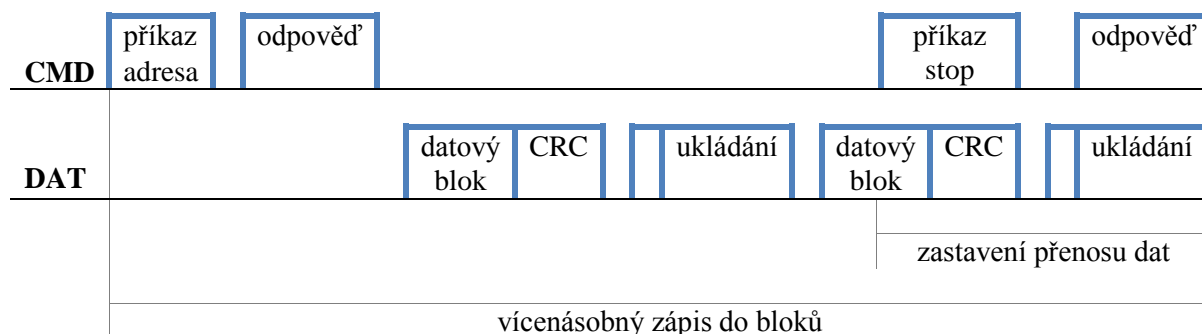 příkaz
adresa
odpověď
příkaz
stop
odpověď
CMD
datový
blok
CRC
ukládání
datový
blok
CRC
ukládání
DAT
zastavení přenosu dat
vícenásobný zápis do bloků